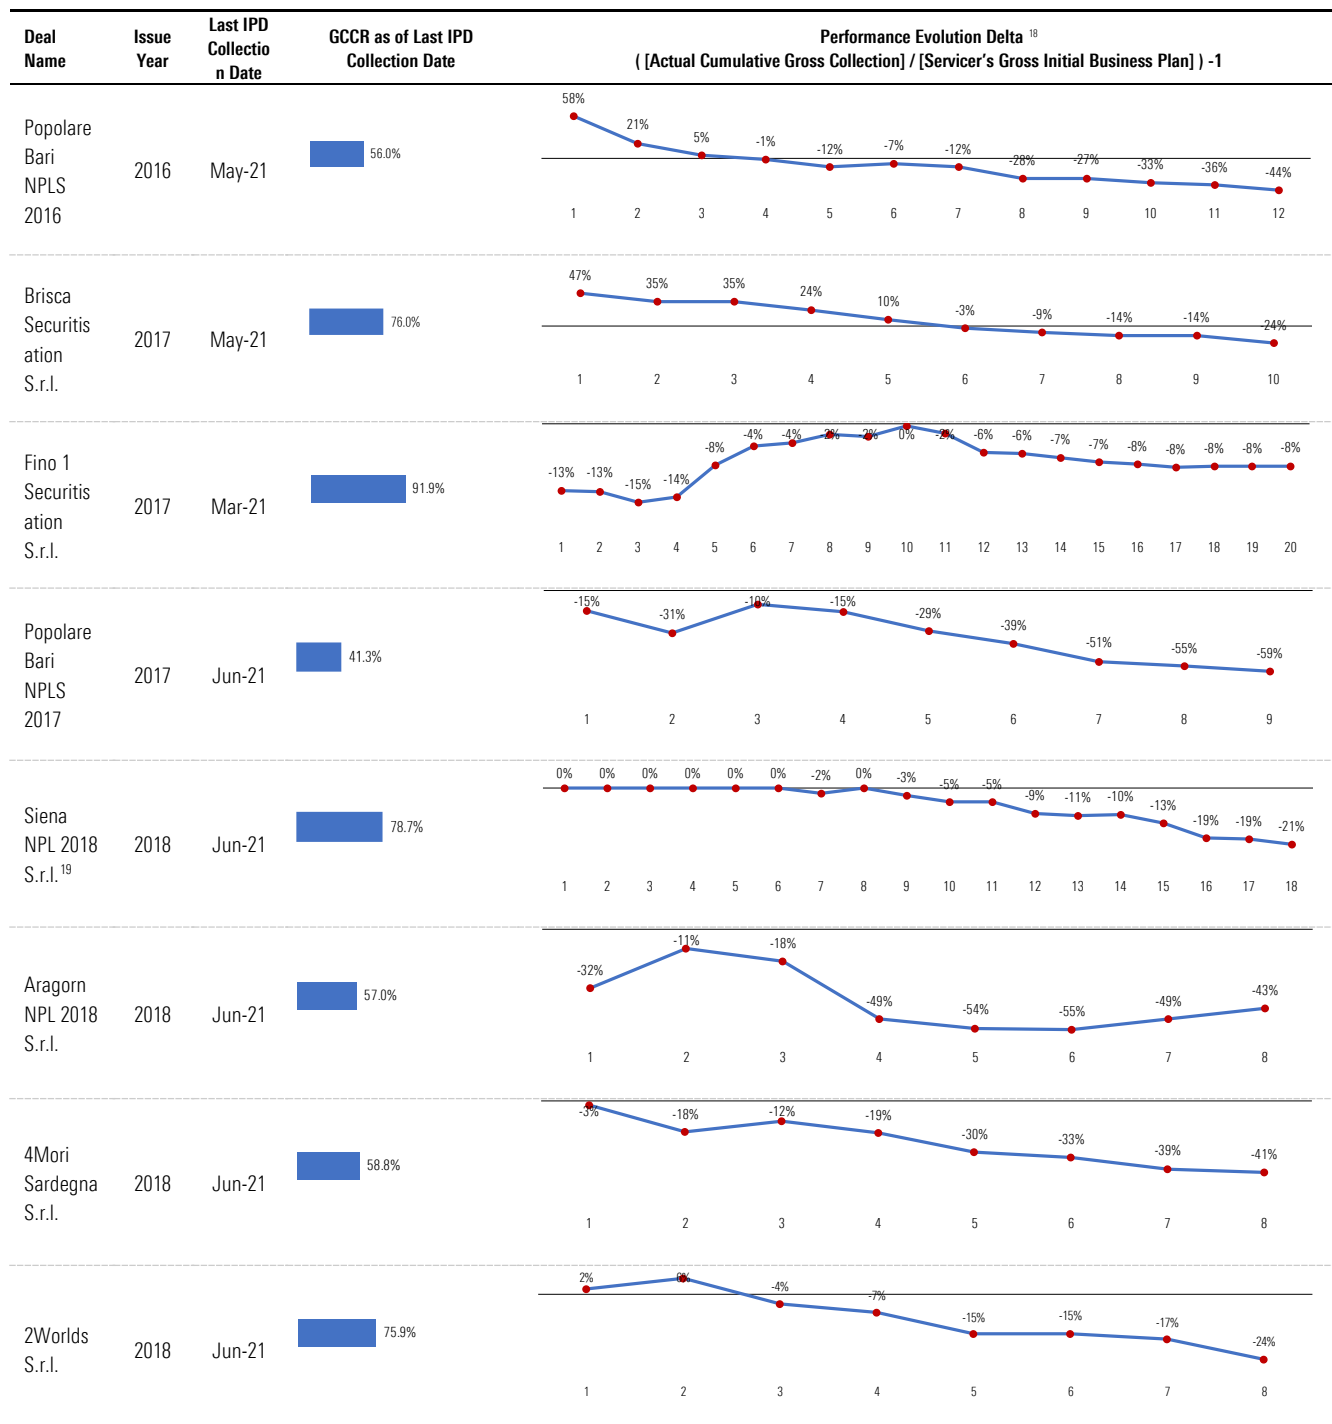 Deal
Name
Issue
Year
Last IPD
Collectio
n Date
GCCR as of Last IPD
Collection Date
Performance Evolution Delta 18
( [Actual Cumulative Gross Collection] / [Servicer's Gross Initial Business Plan] ) -1
Popolare
Bari
NPLS
2016
2016
May-21
56.0%
58% 21% 5% -1% -12% -7% -12% -28% -27% -33% -36% -44%
1 2 3 4 5 6 7 8 9 10 11 12
Brisca
Securitis
ation
S.r.l.
2017
May-21
76.0%
47% 35% 35% 24% 10% -3% -9% -14% -14% -24%
1 2 3 4 5 6 7 8 9 10
Fino 1
Securitis
ation
S.r.l.
2017
Mar-21
91.9%
-13% -13% -15% -14% -8% -4% -4% -2% -2% 0% -2% -6% -6% -7% -7% -8% -8% -8% -8% -8%
1 2 3 4 5 6 7 8 9 10 11 12 13 14 15 16 17 18 19 20
Popolare
Bari
NPLS
2017
2017
Jun-21
41.3%
-15% -31% -10% -15% -29% -39% -51% -55% -59%
1 2 3 4 5 6 7 8 9
Siena
NPL 2018
S.r.l. 19
2018
Jun-21
78.7%
0% 0% 0% 0% 0% 0% -2% 0% -3% -5% -5% -9% -11% -10% -13% -19% -19% -21%
1 2 3 4 5 6 7 8 9 10 11 12 13 14 15 16 17 18
Aragorn
NPL 2018
S.r.l.
2018
Jun-21
57.0%
-32% -11% -18% -49% -54% -55% -49% -43%
1 2 3 4 5 6 7 8
4Mori
Sardegna
S.r.l.
2018
Jun-21
58.8%
-3% -18% -12% -19% -30% -33% -39% -41%
1 2 3 4 5 6 7 8
2Worlds
S.r.l.
2018
Jun-21
75.9%
2% 6% -4% -7% -15% -15% -17% -24%
1 2 3 4 5 6 7 8